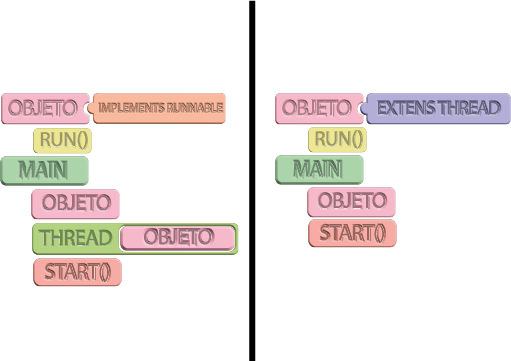 OBJETO IMPLEMENTS RUNNABLE
RUN()
MAIN
OBJETO
THREAD OBJETO
START()
OBJETO EXTENS THREAD
RUN()
MAIN
OBJETO
START()